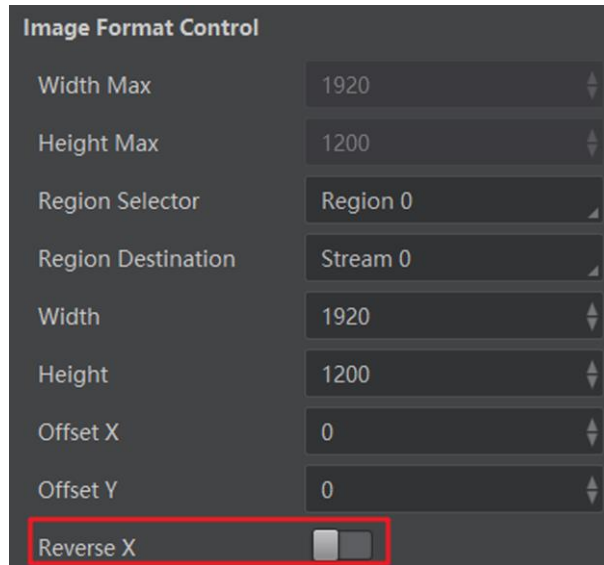 Image Format Control
Width Max 1920
Height Max 1200
Region Selector Region 0
Region Destination Stream 0
Width 1920
Height 1200
Offset X 0
Offset Y 0
Reverse X